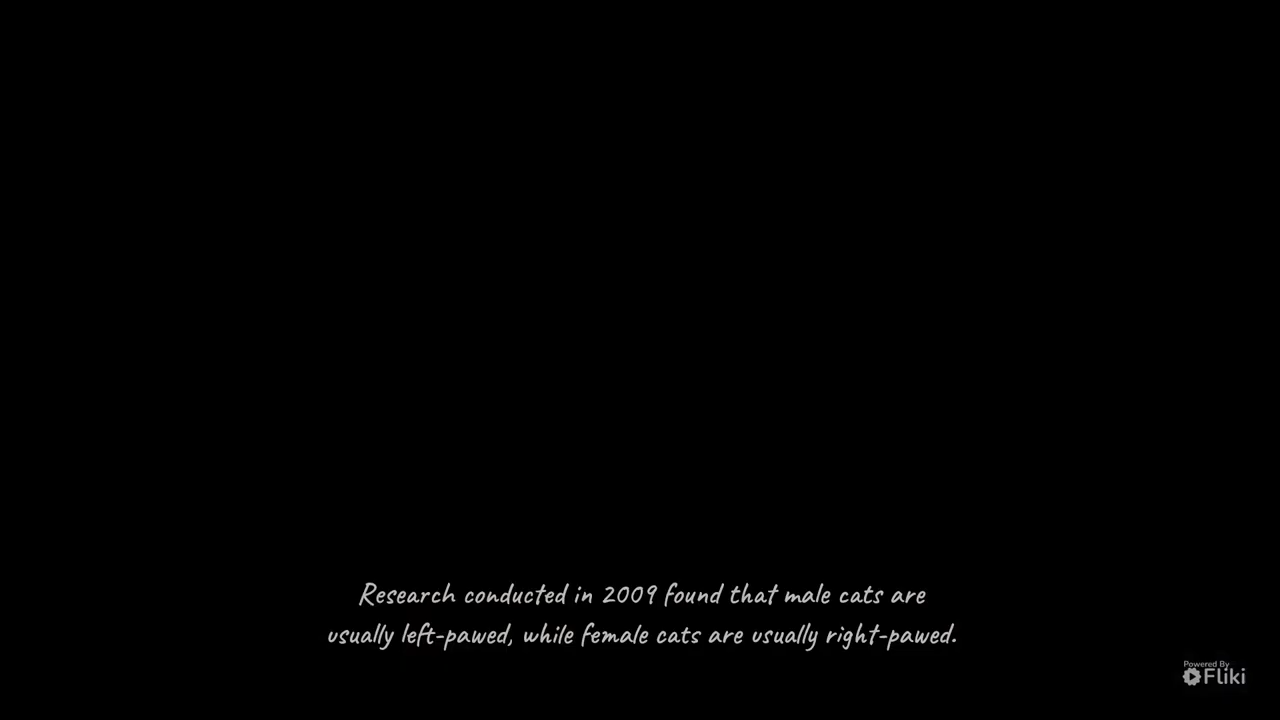 Research conducted in 2009 found that male cats are
usually left-pawed, while female cats are usually right-pawed.
Powered By
Fliki